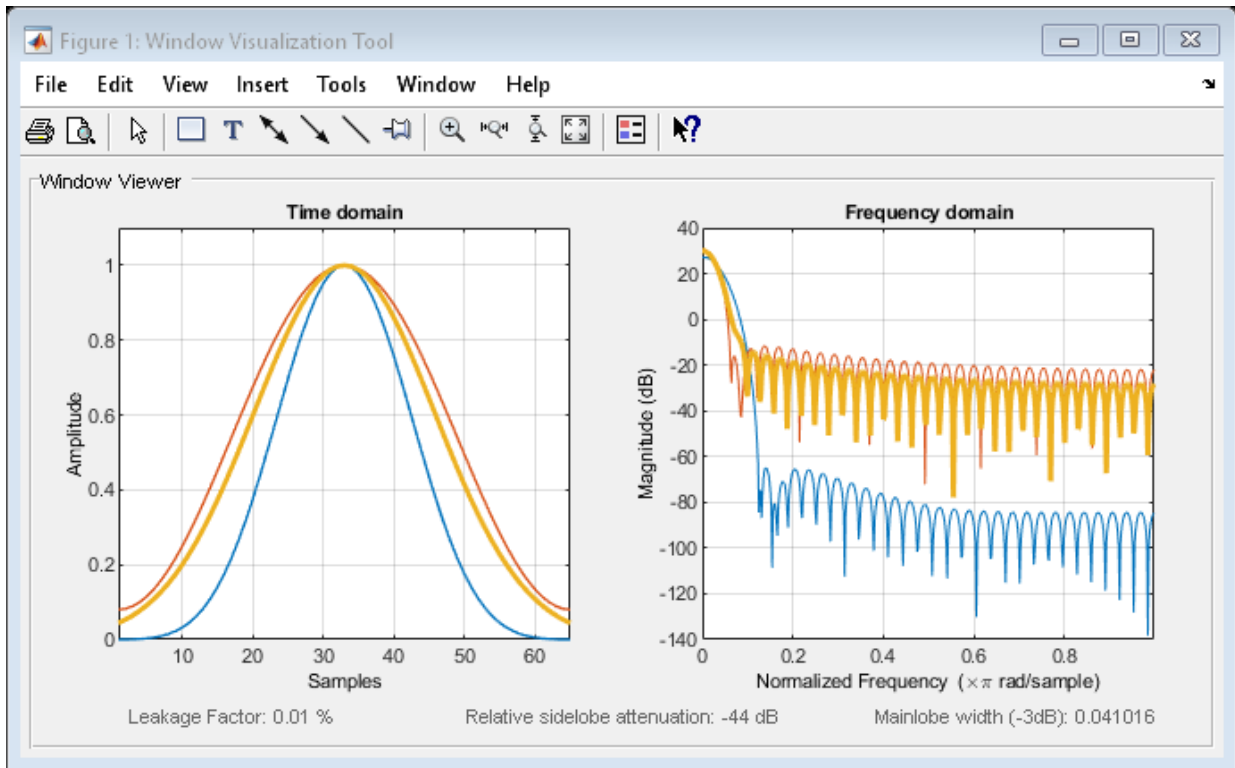 Figure 1: Window Visualization Tool
File Edit View Insert Tools Window Help
T ?
Window Viewer
Time domain
1
0.8
0.6
0.4
0.2
0
Amplitude
10 20 30 40 50 60
Samples
Frequency domain
40
20
0
-20
-40
-60
-80
-100
-120
-140
Magnitude (dB)
0 0.2 0.4 0.6 0.8
Normalized Frequency (×π rad/sample)
Leakage Factor: 0.01 % Relative sidelobe attenuation: -44 dB Mainlobe width (-3dB): 0.041016